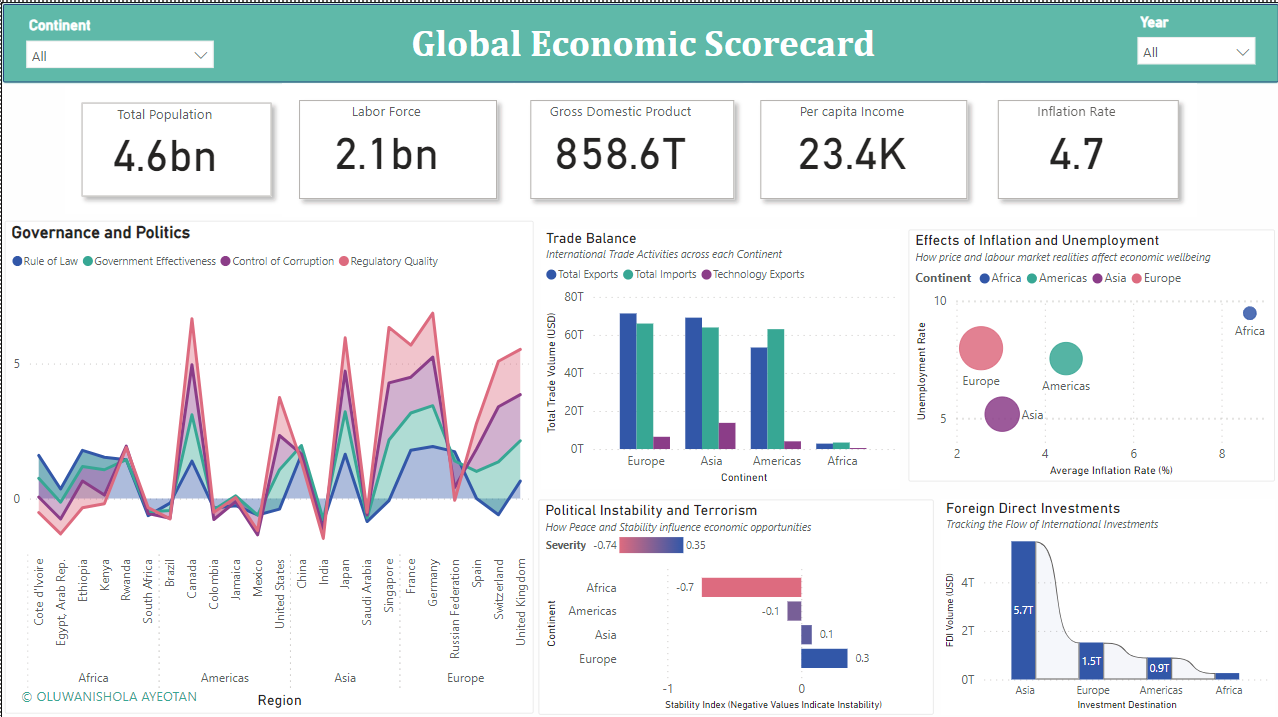 Continent
All
Global Economic Scorecard
Year
All
Total Population
4.6bn
Labor Force
2.1bn
Gross Domestic Product
858.6T
Per capita Income
23.4K
Inflation Rate
4.7
Governance and Politics
Rule of Law Government Effectiveness Control of Corruption Regulatory Quality
5
0
Cote d'Ivoire
Egypt, Arab Rep.
Ethiopia
Kenya
Rwanda
South Africa
Brazil
Canada
Colombia
Jamaica
Mexico
United States
China
India
Japan
Saudi Arabia
Singapore
France
Germany
Russian Federation
Spain
Switzerland
United Kingdom
Africa Americas Asia Europe
© OLUWANISHOLA AYEOTAN
Region
Trade Balance
International Trade Activities across each Continent
Total Exports Total Imports Technology Exports
Total Trade Volume (USD)
80T
60T
40T
20T
0T
Europe Asia Americas Africa
Continent
Effects of Inflation and Unemployment
How price and labour market realities affect economic wellbeing
Continent Africa Americas Asia Europe
Unemployment Rate
10
5
Africa
Europe
Americas
Asia
2 4 6 8
Average Inflation Rate (%)
Political Instability and Terrorism
How Peace and Stability influence economic opportunities
Severity -0.74 0.35
Continent
Africa -0.7
Americas -0.1
Asia 0.1
Europe 0.3
-1 0
Stability Index (Negative Values Indicate Instability)
Foreign Direct Investments
Tracking the Flow of International Investments
FDI Volume (USD)
4T
2T
0T
5.7T
1.5T
0.9T
Asia Europe Americas Africa
Investment Destination